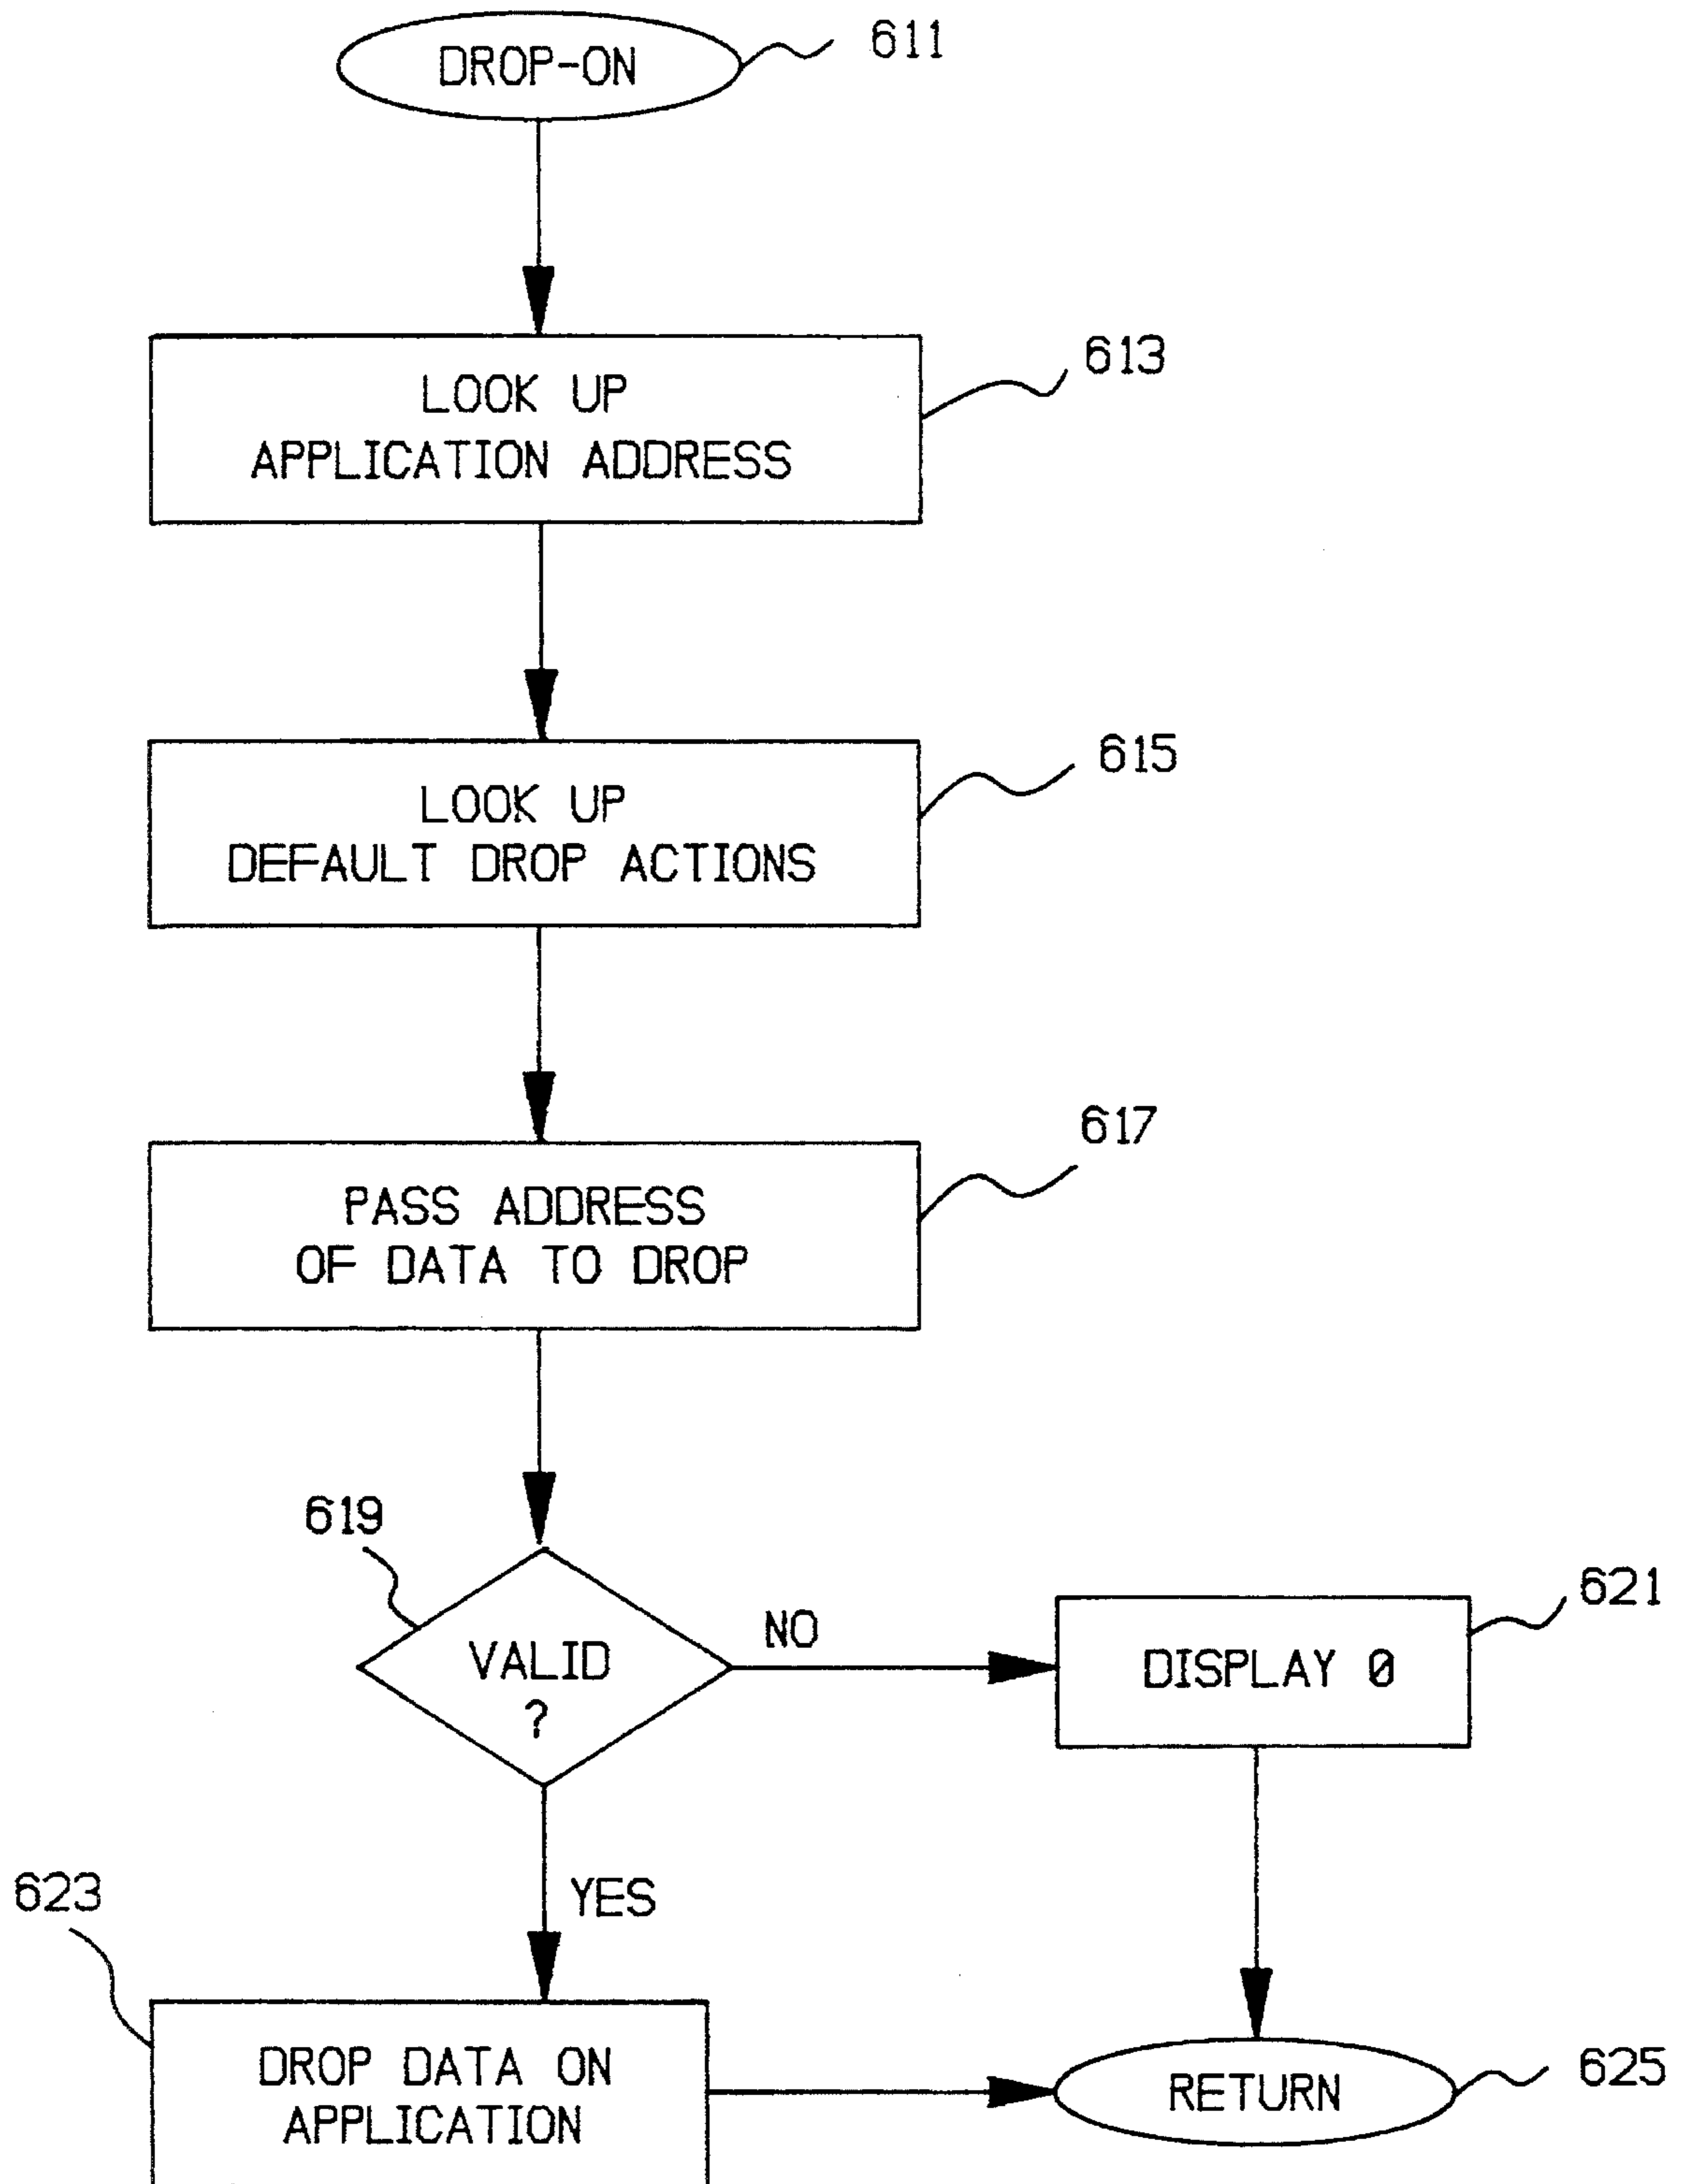 DROP-ON
611
LOOK UP
APPLICATION ADDRESS
613
LOOK UP
DEFAULT DROP ACTIONS
615
PASS ADDRESS
OF DATA TO DROP
617
619
VALID
?
NO
DISPLAY 0
621
YES
623
DROP DATA ON
APPLICATION
RETURN
625